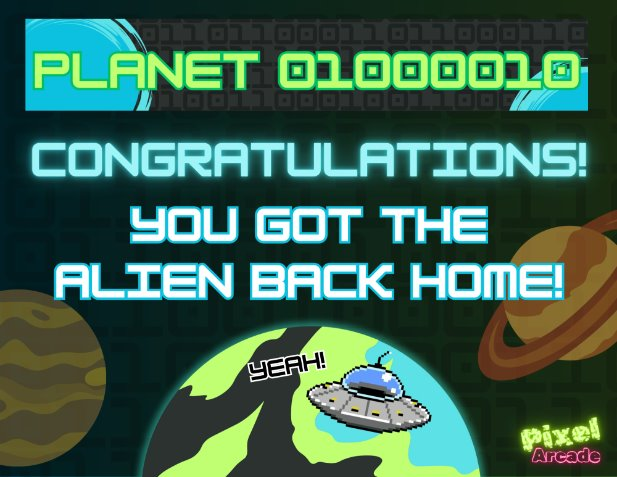 PLANET 01000010
CONGRATULATIONS!
YOU GOT THE
ALIEN BACK HOME!
YEAH!
Pixel
Arcade